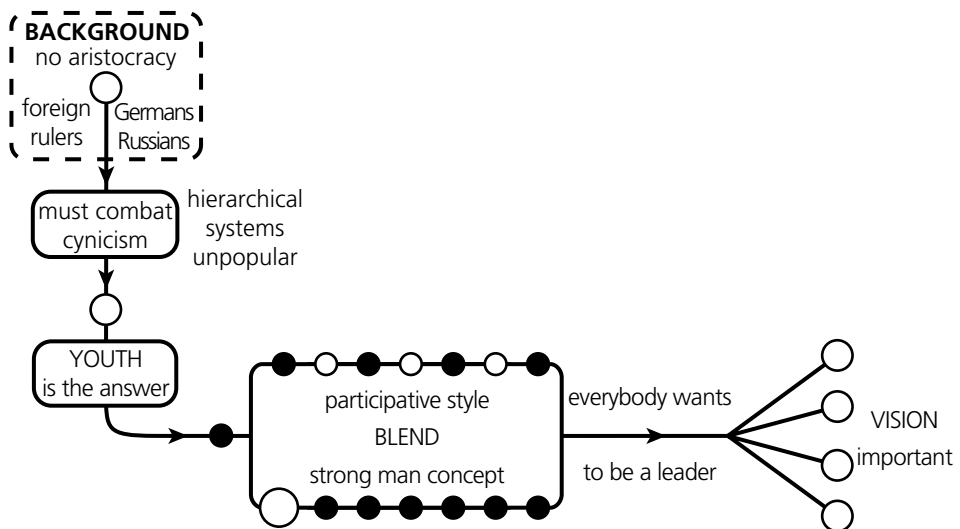 BACKGROUND
no aristocracy
foreign
rulers
Germans
Russians
must combat
cynicism
hierarchical
systems
unpopular
YOUTH
is the answer
participative style
BLEND
strong man concept
everybody wants
to be a leader
VISION
important